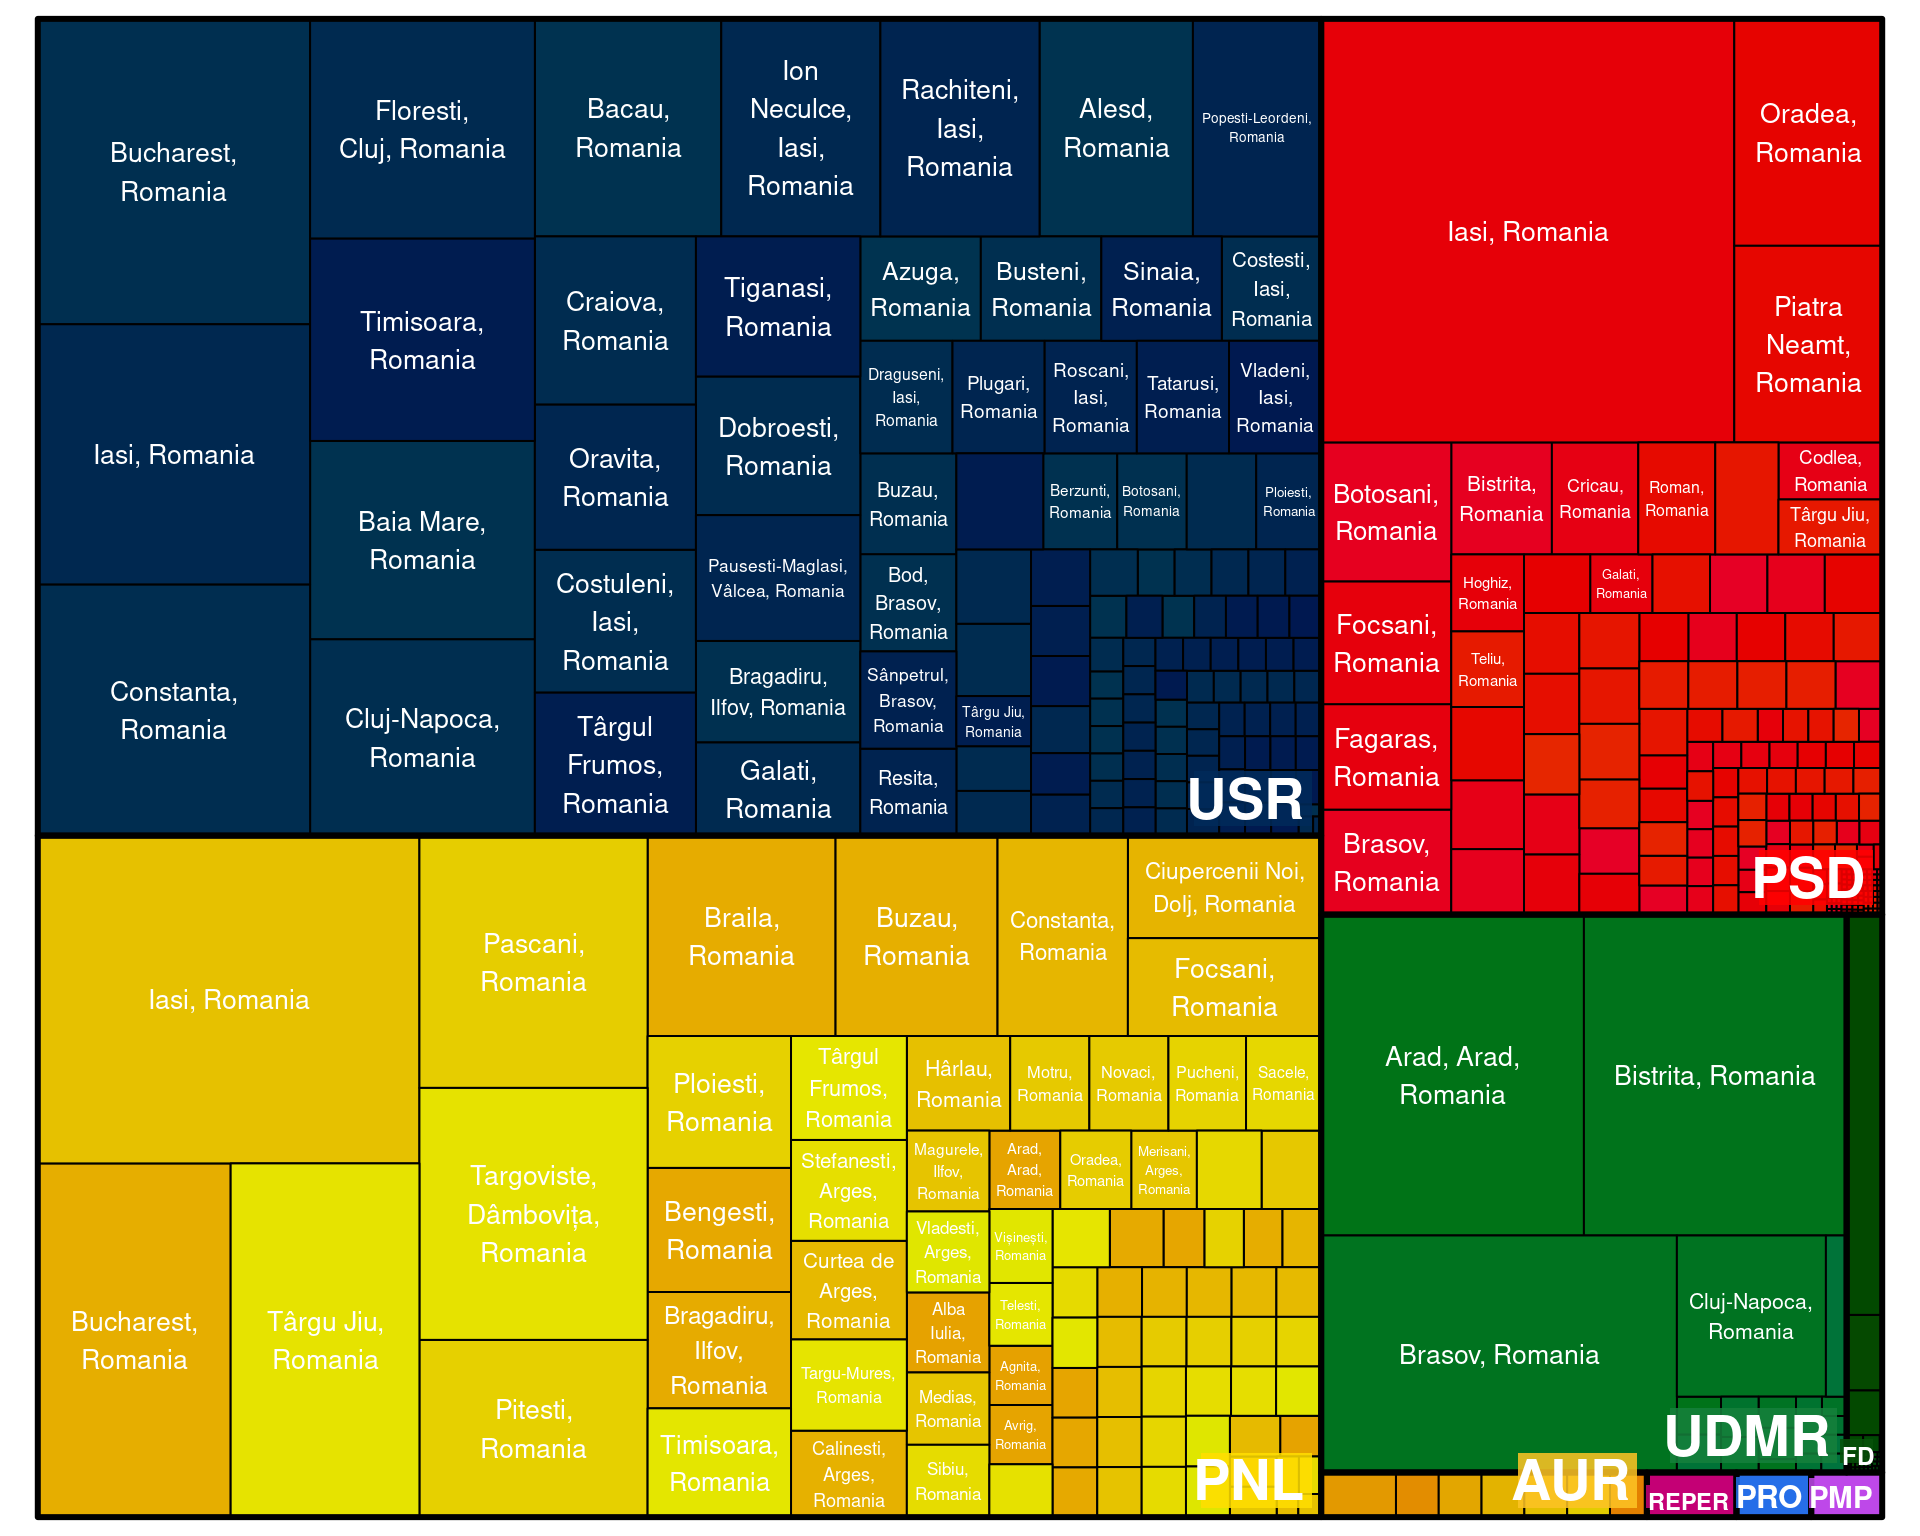 Bucharest,
Romania
Iasi, Romania
Constanta,
Romania
Floresti,
Cluj, Romania
Timisoara,
Romania
Baia Mare,
Romania
Cluj-Napoca,
Romania
Bacau,
Romania
Ion
Neculce,
Iasi,
Romania
Rachiteni,
Iasi,
Romania
Alesd,
Romania
Popesti-Leordeni,
Romania
Craiova,
Romania
Oravita,
Romania
Costuleni,
Iasi,
Romania
Târgul
Frumos,
Romania
Tiganasi,
Romania
Dobroesti,
Romania
Pausesti-Maglasi,
Vâlcea, Romania
Bragadiru,
Ilfov, Romania
Galati,
Romania
Azuga,
Romania
Busteni,
Romania
Sinaia,
Romania
Costesti,
Iasi,
Romania
Draguseni,
Iasi,
Romania
Plugari,
Romania
Roscani,
Iasi,
Romania
Tatarusi,
Romania
Vladeni,
Iasi,
Romania
Buzau,
Romania
Berzunti,
Romania
Botosani,
Romania
Ploiesti,
Romania
Bod,
Brasov,
Romania
Sânpetrul,
Brasov,
Romania
Târgu Jiu,
Romania
Resita,
Romania
USR
Iasi, Romania
Oradea,
Romania
Piatra
Neamt,
Romania
Botosani,
Romania
Focsani,
Romania
Fagaras,
Romania
Brasov,
Romania
Bistrita,
Romania
Cricau,
Romania
Roman,
Romania
Codlea,
Romania
Târgu Jiu,
Romania
Hoghiz,
Romania
Galati,
Romania
Teliu,
Romania
PSD
Iasi, Romania
Bucharest,
Romania
Târgu Jiu,
Romania
Pascani,
Romania
Targoviste,
Dâmbovița,
Romania
Pitesti,
Romania
Braila,
Romania
Buzau,
Romania
Constanta,
Romania
Ciupercenii Noi,
Dolj, Romania
Focsani,
Romania
Ploiesti,
Romania
Bengesti,
Romania
Bragadiru,
Ilfov,
Romania
Timisoara,
Romania
Târgul
Frumos,
Romania
Stefanesti,
Arges,
Romania
Curtea de
Arges,
Romania
Targu-Mures,
Romania
Calinesti,
Arges,
Romania
Hârlau,
Romania
Motru,
Romania
Novaci,
Romania
Pucheni,
Romania
Sacele,
Romania
Magurele,
Ilfov,
Romania
Arad,
Arad,
Romania
Oradea,
Romania
Merisani,
Arges,
Romania
Vladesti,
Arges,
Romania
Vișinești,
Romania
Alba
Iulia,
Romania
Telesti,
Romania
Agnita,
Romania
Medias,
Romania
Avrig,
Romania
Sibiu,
Romania
PNL
Arad, Arad,
Romania
Bistrita, Romania
Brasov, Romania
Cluj-Napoca,
Romania
UDMR
FD
AUR
REPER
PRO
PMP